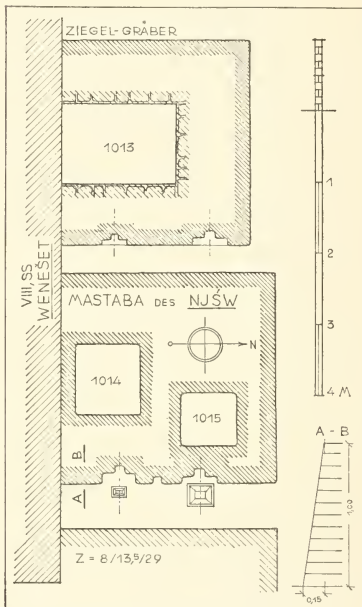 ZIEGEL-GRÄBER
1013
VIII, SS
WENEŠET
MASTABA DES NJŚW
N
1014
1015
B
A
Z = 8/13,5/29
1
2
3
4 M
A - B
1,00
0,15